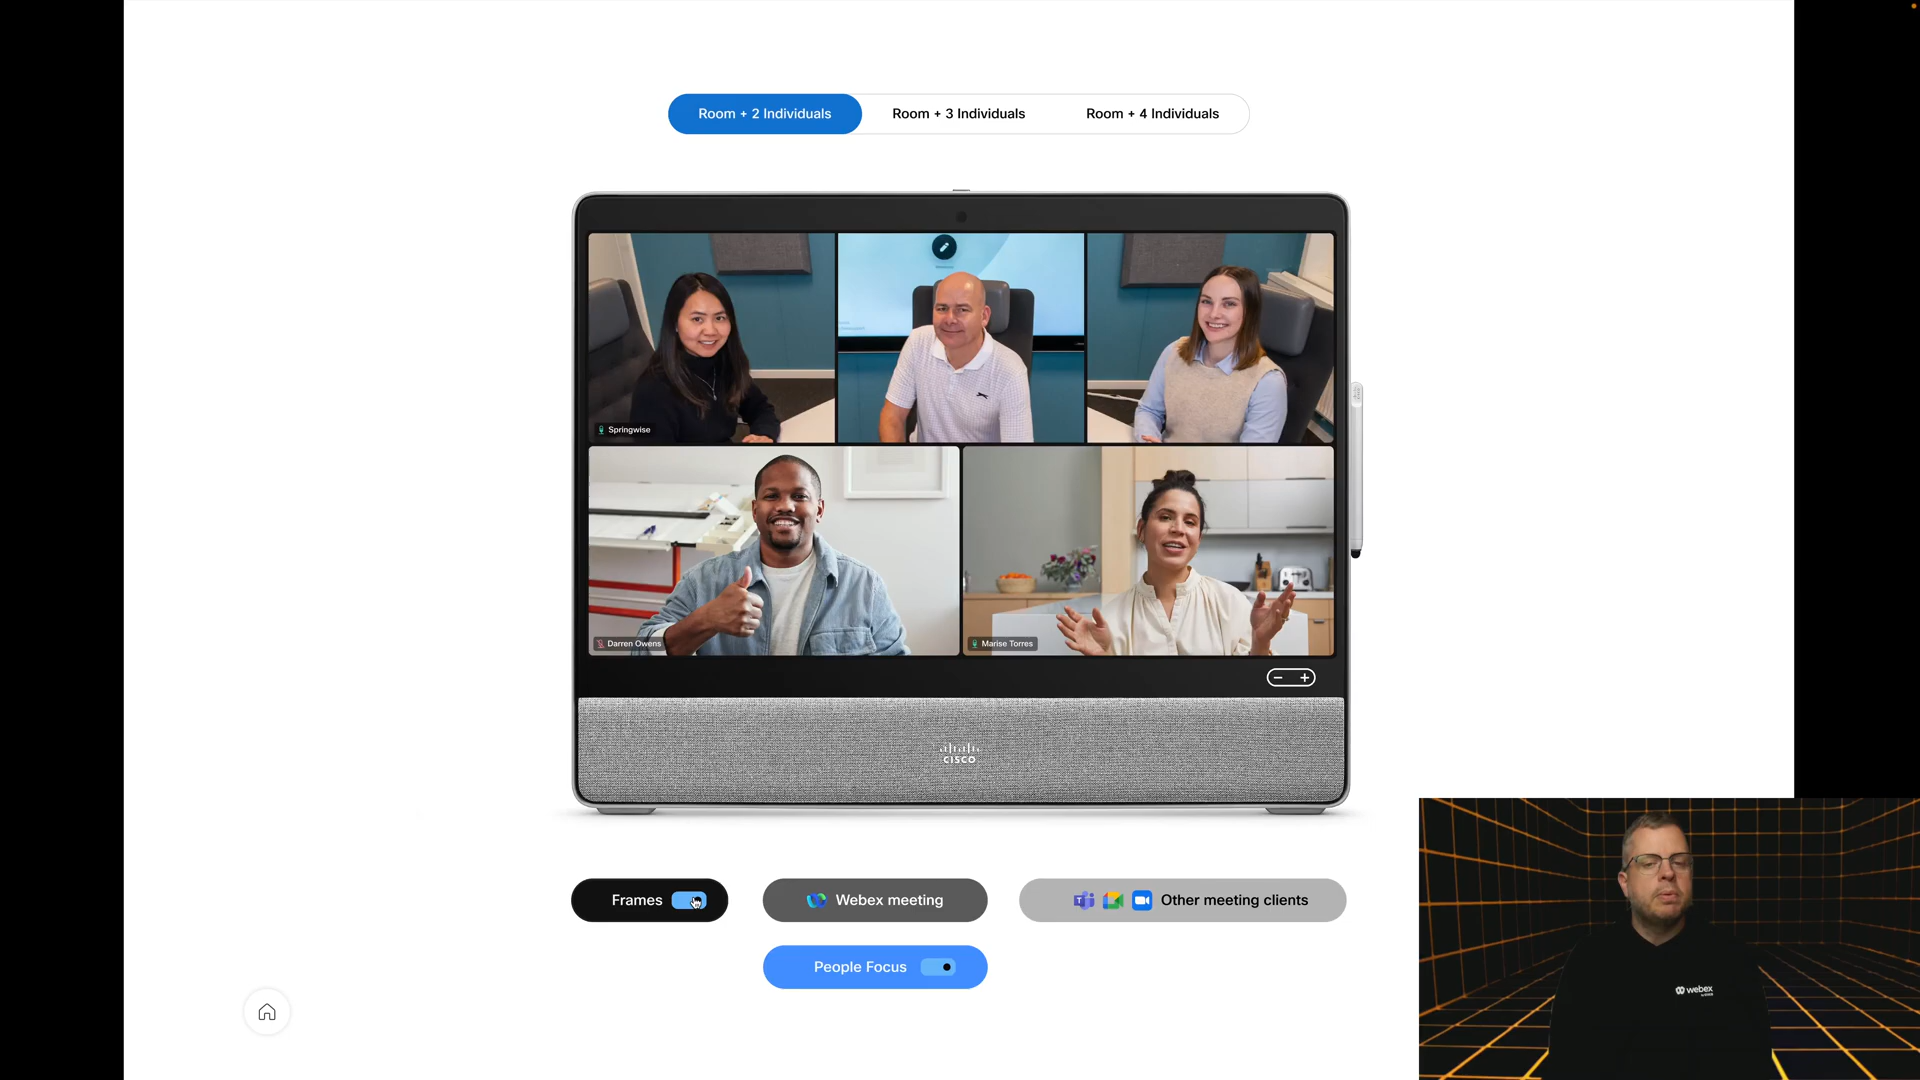 Room + 2 Individuals
Room + 3 Individuals
Room + 4 Individuals
Springwise
Darren Owens
Marise Torres
CISCO
Frames
Webex meeting
Other meeting clients
People Focus
webex